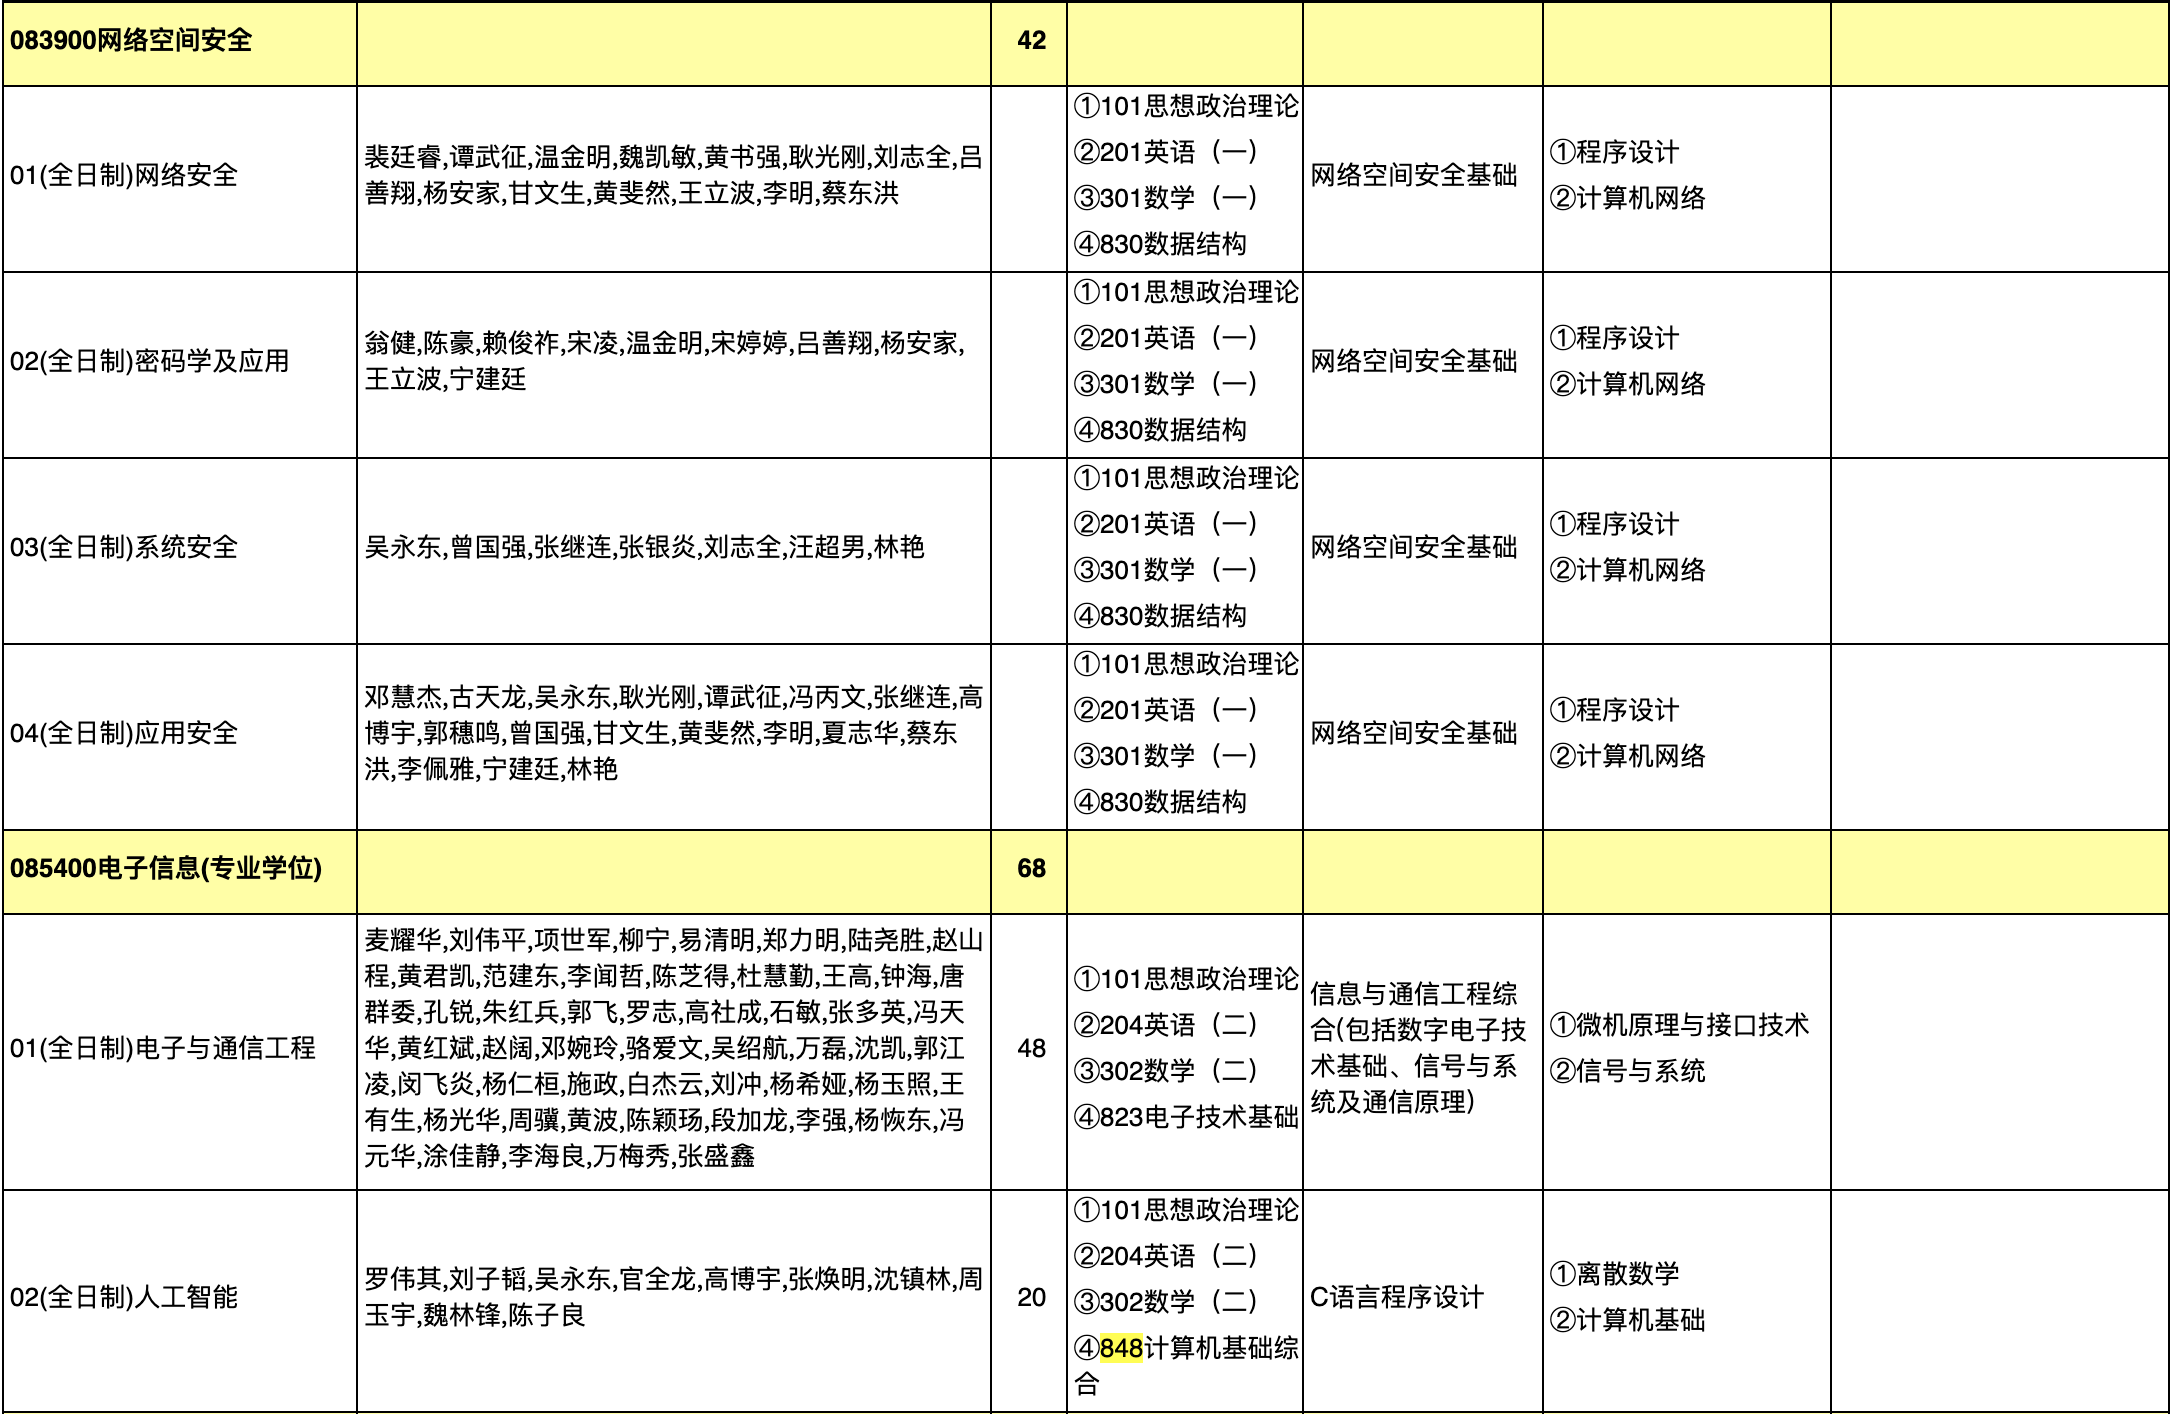 083900网络空间安全
42
01(全日制)网络安全
裴廷睿,谭武征,温金明,魏凯敏,黄书强,耿光刚,刘志全,吕
善翔,杨安家,甘文生,黄斐然,王立波,李明,蔡东洪
①101思想政治理论
②201英语（一）
③301数学（一）
④830数据结构
网络空间安全基础
①程序设计
②计算机网络
02(全日制)密码学及应用
翁健,陈豪,赖俊祚,宋凌,温金明,宋婷婷,吕善翔,杨安家,
王立波,宁建廷
①101思想政治理论
②201英语（一）
③301数学（一）
④830数据结构
网络空间安全基础
①程序设计
②计算机网络
03(全日制)系统安全
吴永东,曾国强,张继连,张银炎,刘志全,汪超男,林艳
①101思想政治理论
②201英语（一）
③301数学（一）
④830数据结构
网络空间安全基础
①程序设计
②计算机网络
04(全日制)应用安全
邓慧杰,古天龙,吴永东,耿光刚,谭武征,冯丙文,张继连,高
博宇,郭穗鸣,曾国强,甘文生,黄斐然,李明,夏志华,蔡东
洪,李佩雅,宁建廷,林艳
①101思想政治理论
②201英语（一）
③301数学（一）
④830数据结构
网络空间安全基础
①程序设计
②计算机网络
085400电子信息(专业学位)
68
01(全日制)电子与通信工程
麦耀华,刘伟平,项世军,柳宁,易清明,郑力明,陆尧胜,赵山
程,黄君凯,范建东,李闻哲,陈芝得,杜慧勤,王高,钟海,唐
群委,孔锐,朱红兵,郭飞,罗志,高社成,石敏,张多英,冯天
华,黄红斌,赵阔,邓婉玲,骆爱文,吴绍航,万磊,沈凯,郭江
凌,闵飞炎,杨仁桓,施政,白杰云,刘冲,杨希娅,杨玉照,王
有生,杨光华,周骥,黄波,陈颖玚,段加龙,李强,杨恢东,冯
元华,涂佳静,李海良,万梅秀,张盛鑫
48
①101思想政治理论
②204英语（二）
③302数学（二）
④823电子技术基础
信息与通信工程综
合(包括数字电子技
术基础、信号与系
统及通信原理）
①微机原理与接口技术
②信号与系统
02(全日制)人工智能
罗伟其,刘子韬,吴永东,官全龙,高博宇,张焕明,沈镇林,周
玉宇,魏林锋,陈子良
20
①101思想政治理论
②204英语（二）
③302数学（二）
④848计算机基础综
合
C语言程序设计
①离散数学
②计算机基础